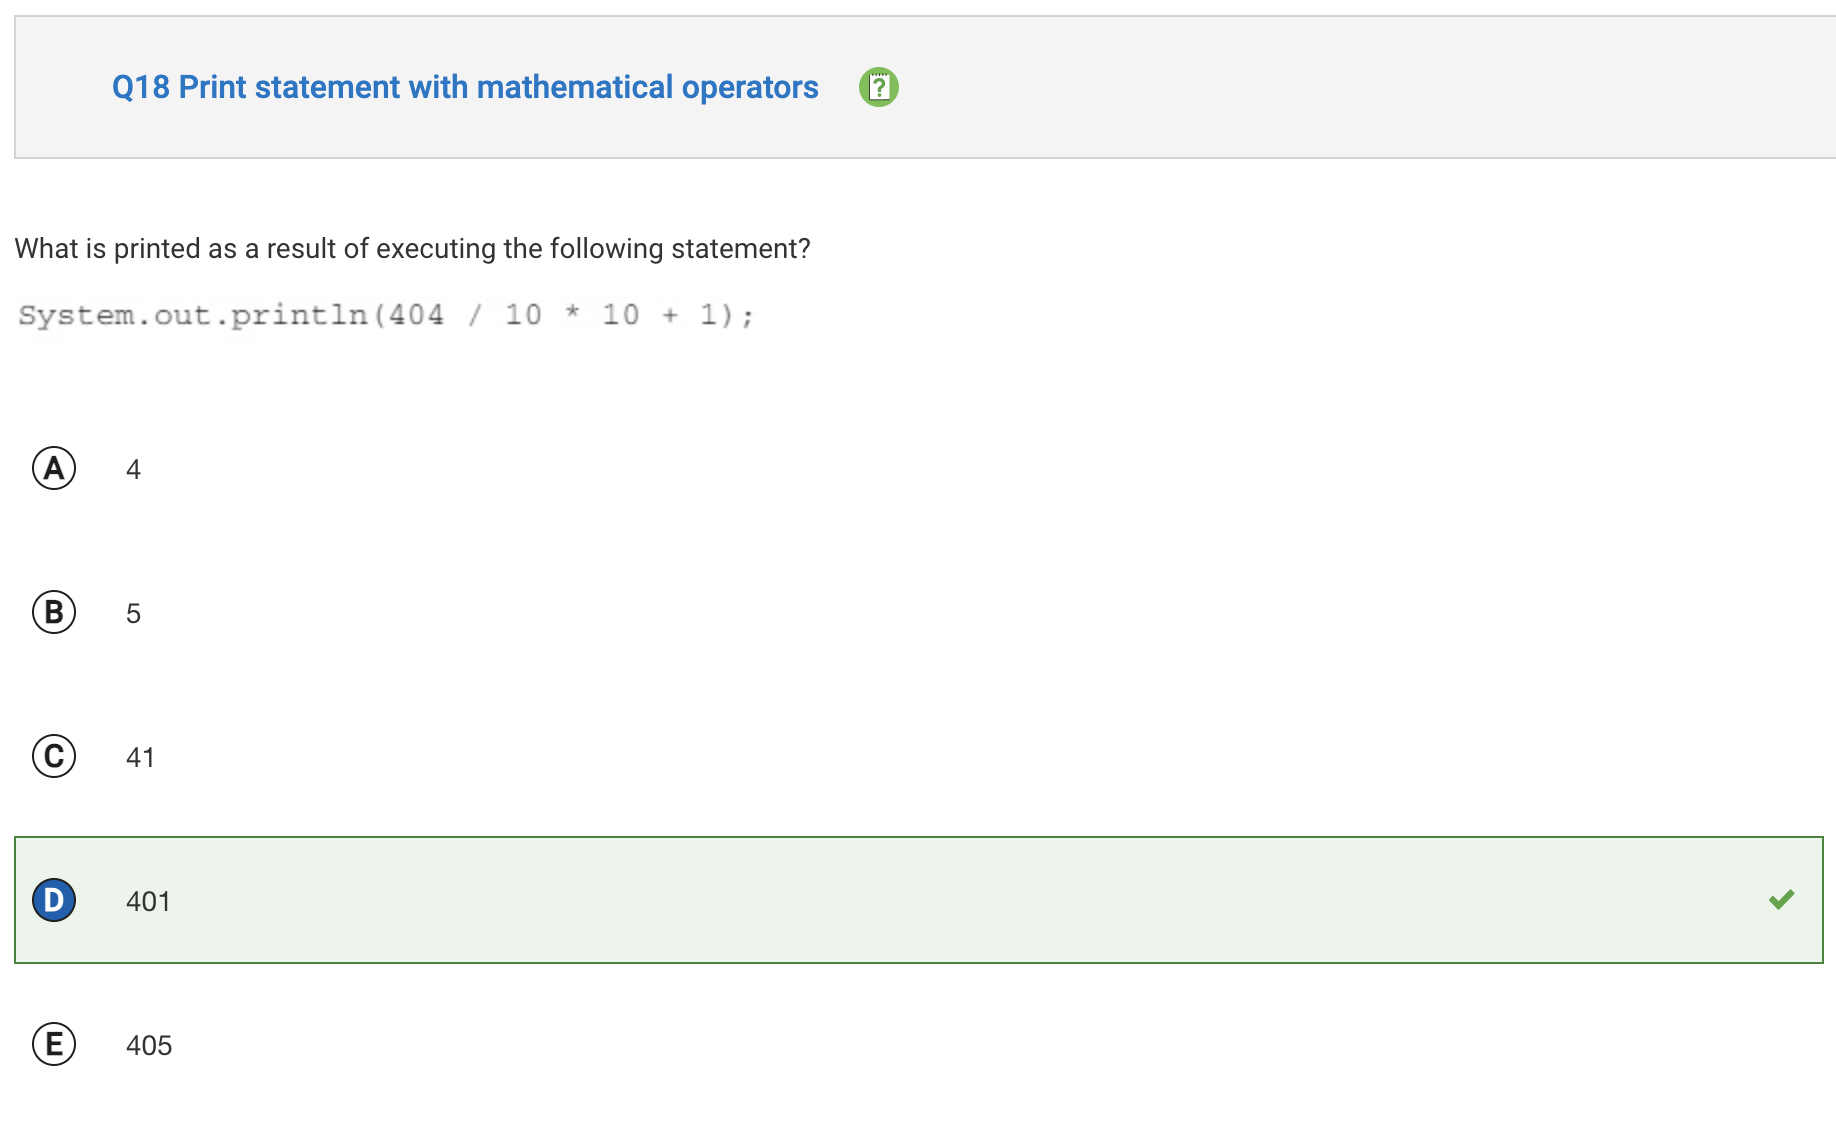 Q18 Print statement with mathematical operators
What is printed as a result of executing the following statement?
System.out.println(404 / 10 * 10 + 1);
A 4
B 5
C 41
D 401
E 405